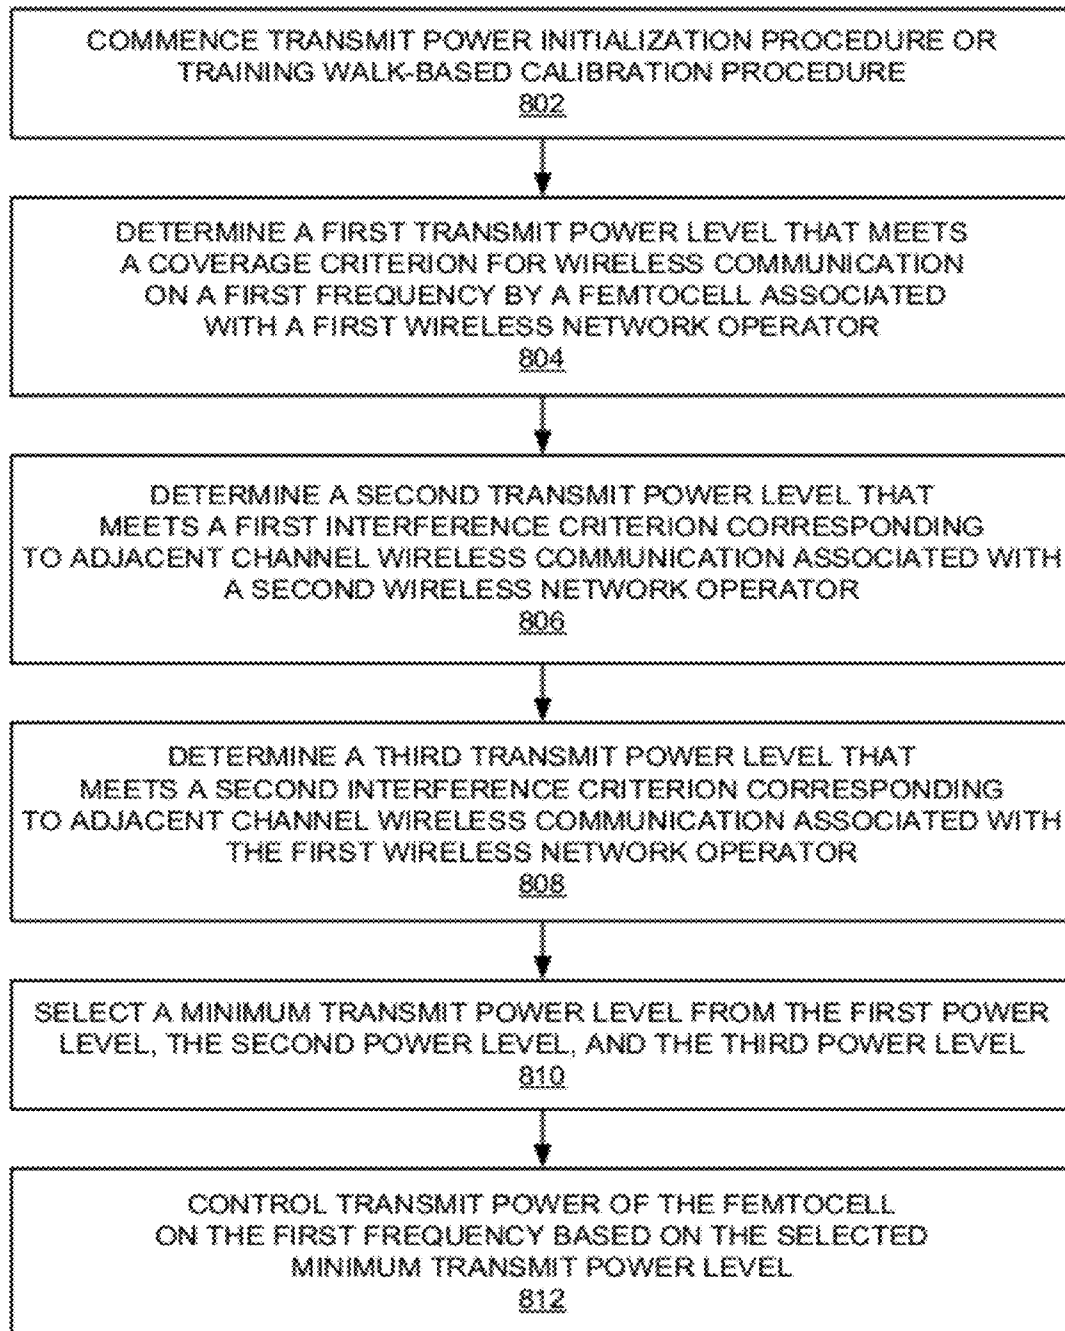 COMMENCE TRANSMIT POWER INITIALIZATION PROCEDURE OR
TRAINING WALK-BASED CALIBRATION PROCEDURE
802
DETERMINE A FIRST TRANSMIT POWER LEVEL THAT MEETS
A COVERAGE CRITERION FOR WIRELESS COMMUNICATION
ON A FIRST FREQUENCY BY A FEMTOCELL ASSOCIATED
WITH A FIRST WIRELESS NETWORK OPERATOR
804
DETERMINE A SECOND TRANSMIT POWER LEVEL THAT
MEETS A FIRST INTERFERENCE CRITERION CORRESPONDING
TO ADJACENT CHANNEL WIRELESS COMMUNICATION ASSOCIATED WITH
A SECOND WIRELESS NETWORK OPERATOR
806
DETERMINE A THIRD TRANSMIT POWER LEVEL THAT
MEETS A SECOND INTERFERENCE CRITERION CORRESPONDING
TO ADJACENT CHANNEL WIRELESS COMMUNICATION ASSOCIATED WITH
THE FIRST WIRELESS NETWORK OPERATOR
808
SELECT A MINIMUM TRANSMIT POWER LEVEL FROM THE FIRST POWER
LEVEL, THE SECOND POWER LEVEL, AND THE THIRD POWER LEVEL
810
CONTROL TRANSMIT POWER OF THE FEMTOCELL
ON THE FIRST FREQUENCY BASED ON THE SELECTED
MINIMUM TRANSMIT POWER LEVEL
812